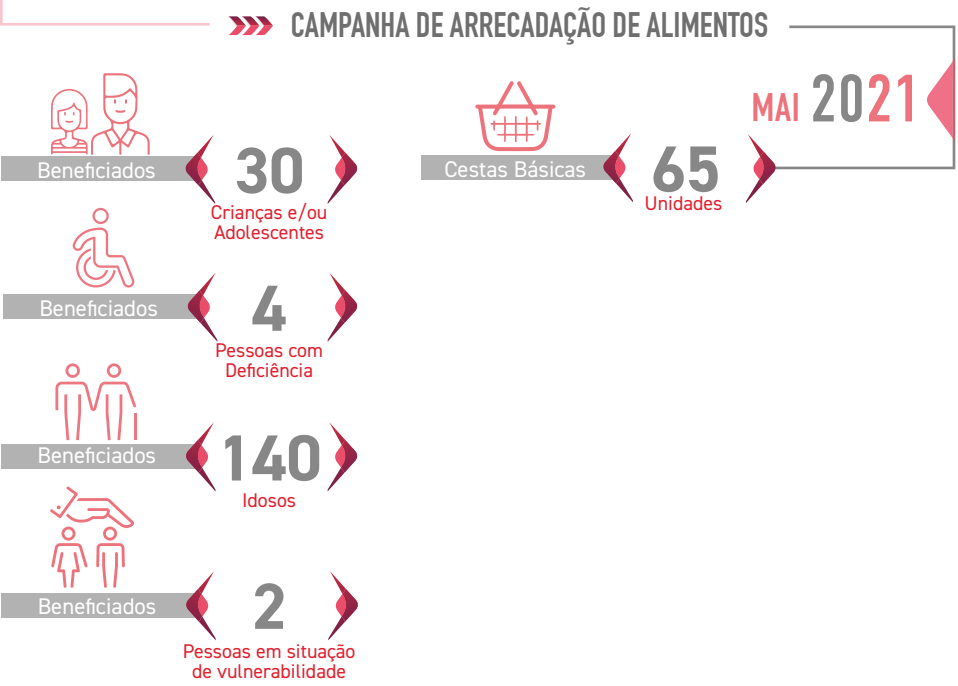 CAMPANHA DE ARRECADAÇÃO DE ALIMENTOS
MAI 2021
Beneficiados
30
Crianças e/ou
Adolescentes
Cestas Básicas
65
Unidades
Beneficiados
4
Pessoas com
Deficiência
Beneficiados
140
Idosos
Beneficiados
2
Pessoas em situação
de vulnerabilidade